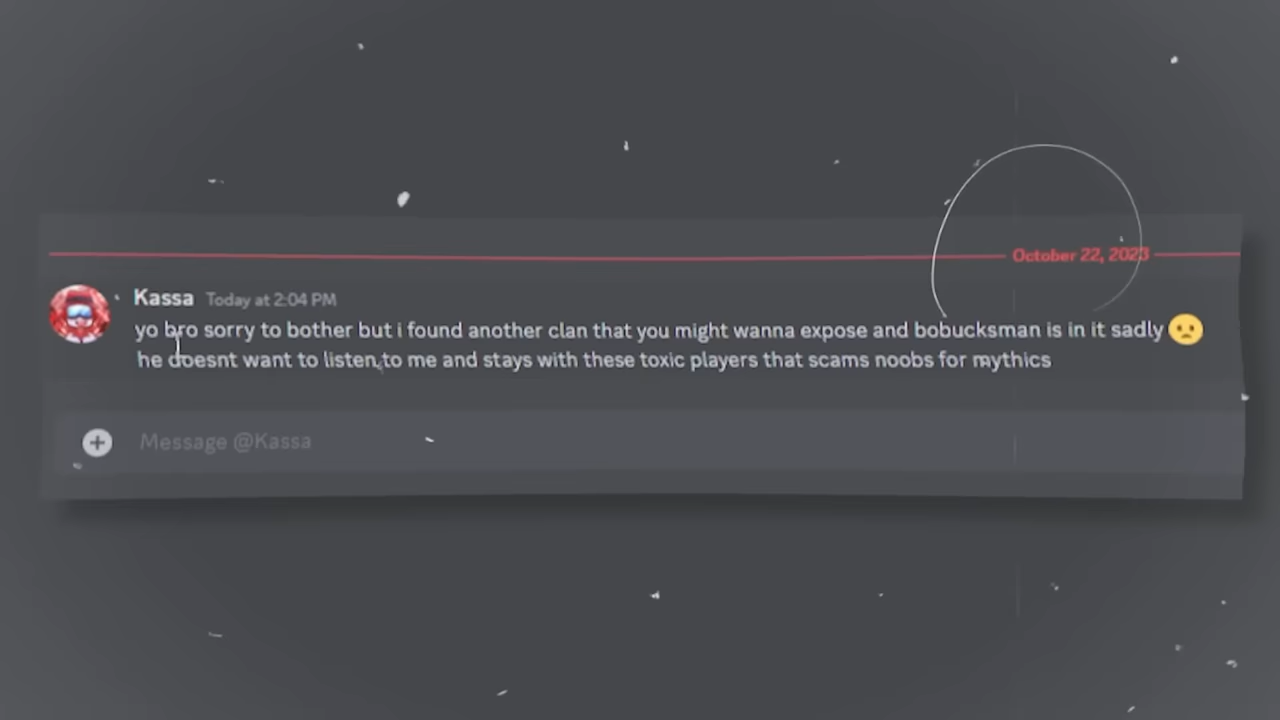 October 22, 2023
Kassa Today at 2:04 PM
yo bro sorry to bother but i found another clan that you might wanna expose and bobucksman is in it sadly 🙁
he doesnt want to listen to me and stays with these toxic players that scams noobs for mythics
Message @Kassa